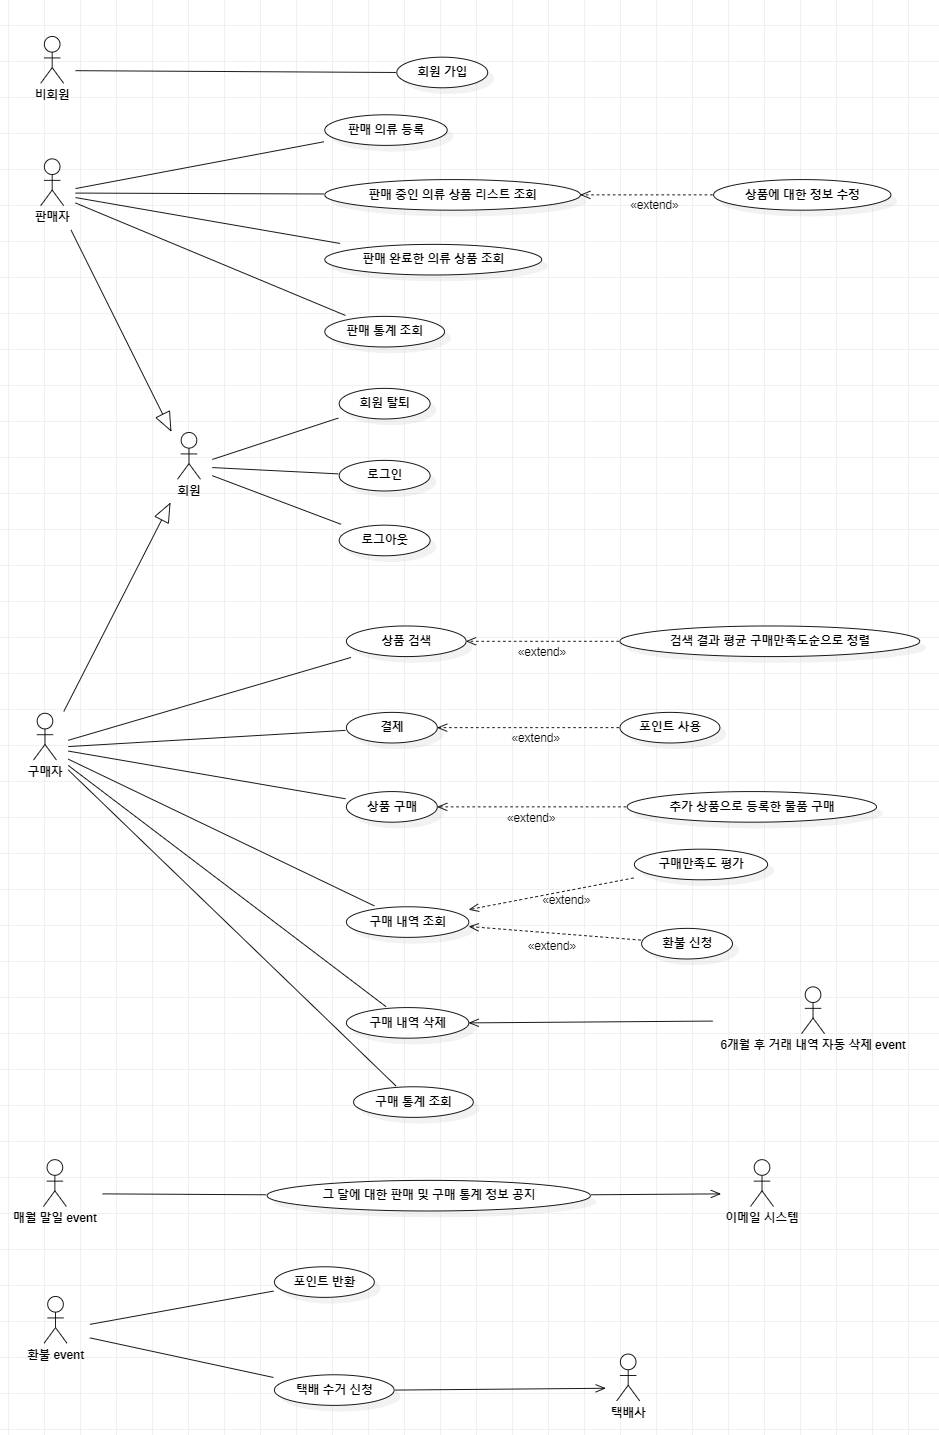 회원 가입
비회원
판매 의류 등록
판매 중인 의류 상품 리스트 조회
상품에 대한 정보 수정
«extend»
판매자
판매 완료한 의류 상품 조회
판매 통계 조회
회원 탈퇴
로그인
회원
로그아웃
상품 검색
검색 결과 평균 구매만족도순으로 정렬
«extend»
결제
포인트 사용
«extend»
구매자
상품 구매
추가 상품으로 등록한 물품 구매
«extend»
구매만족도 평가
«extend»
구매 내역 조회
환불 신청
«extend»
구매 내역 삭제
6개월 후 거래 내역 자동 삭제 event
구매 통계 조회
그 달에 대한 판매 및 구매 통계 정보 공지
매월 말일 event
이메일 시스템
포인트 반환
환불 event
택배 수거 신청
택배사